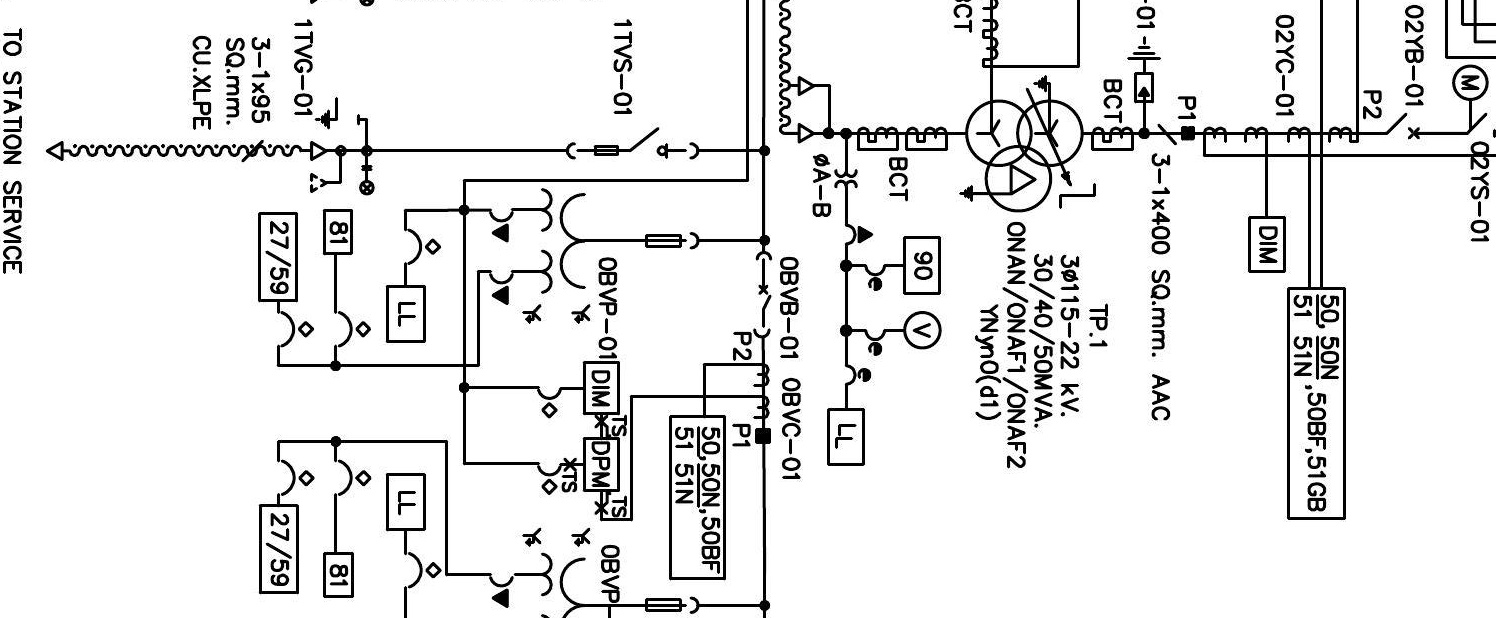 TO STATION SERVICE
3-1x95
SQ.mm.
CU.XLPE
1TVG-01
1TVS-01
BCT
-01
02YC-01
02YB-01
P2
M
02YS-01
P1
BCT
3-1x400 SQ.mm. AAC
DIM
50, 50N ,50BF,51GB
51 51N
BCT
ØA-B
90
V
LL
TP.1
3Ø115-22 kV.
30/40/50MVA.
ONAN/ONAF1/ONAF2
YNyn0(d1)
0BVB-01
P2
0BVC-01
P1
50,50N,50BF
51 51N
0BVP-01
DIM
TS
DPM
TS
TS
27/59
81
LL
LL
27/59
81
0BVP